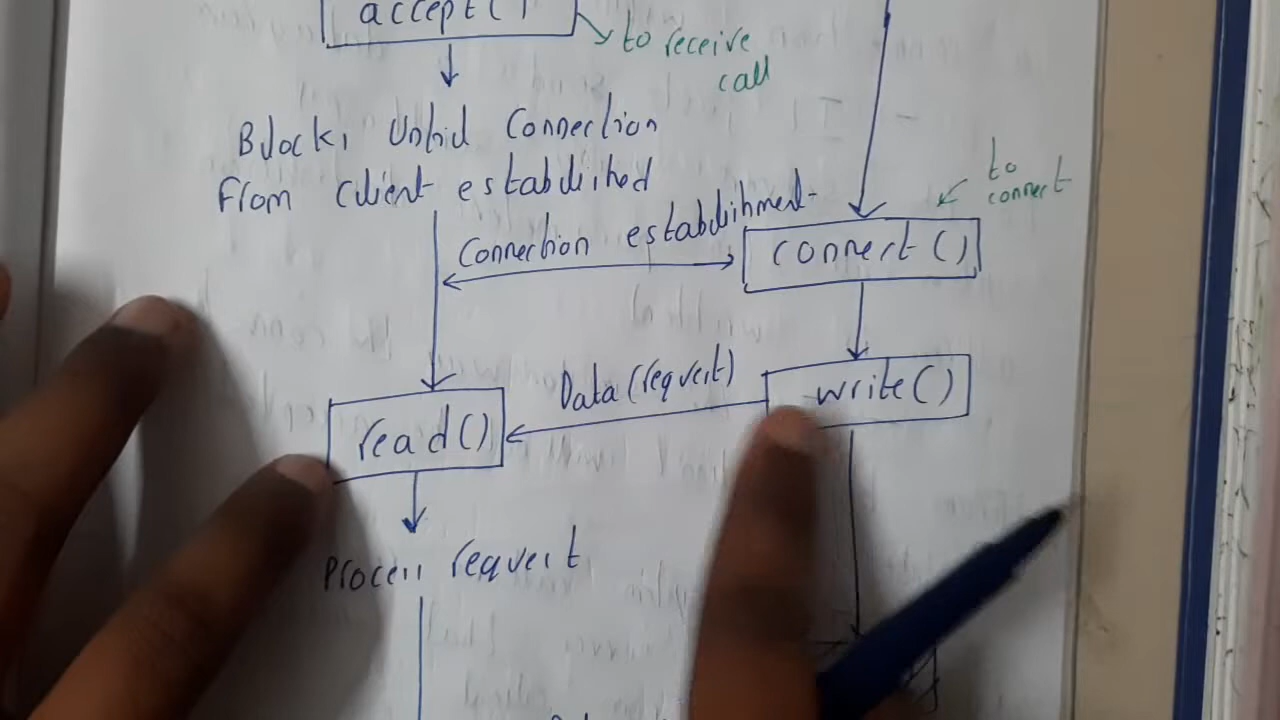 accept()
to receive
call
Blocks Until Connection
from client established
to
connect
Connection establishment
connect()
Data (request)
write()
read()
Process request